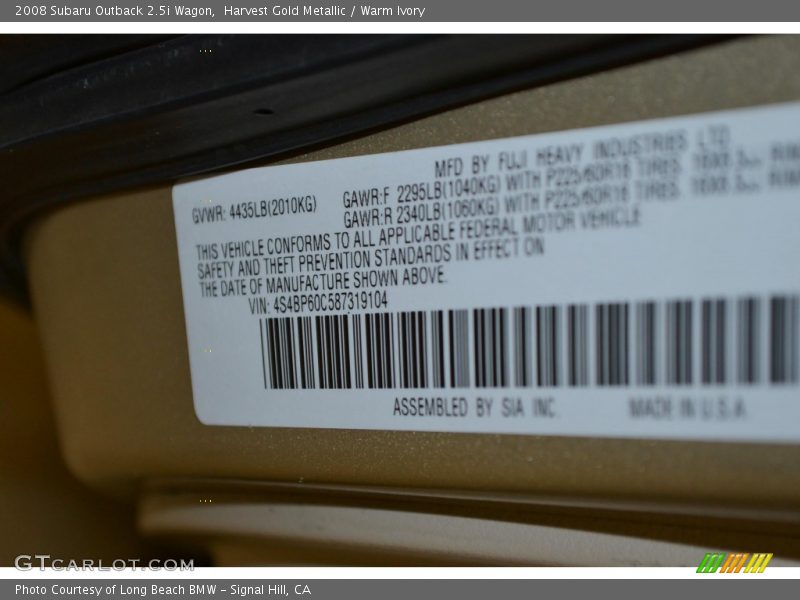 2008 Subaru Outback 2.5i Wagon, Harvest Gold Metallic / Warm Ivory
MFD BY FUJI HEAVY INDUSTRIES LTD
GVWR: 4435LB(2010KG) GAWR:F 2295LB(1040KG) WITH P225/60R16 TIRES.
GAWR:R 2340LB(1060KG) WITH P225/60R16 TIRES.
THIS VEHICLE CONFORMS TO ALL APPLICABLE FEDERAL MOTOR VEHICLE
SAFETY AND THEFT PREVENTION STANDARDS IN EFFECT ON
THE DATE OF MANUFACTURE SHOWN ABOVE.
VIN: 4S4BP60C587319104
ASSEMBLED BY SIA INC. MADE IN U.S.A
GTcarlot.com
Photo Courtesy of Long Beach BMW - Signal Hill, CA